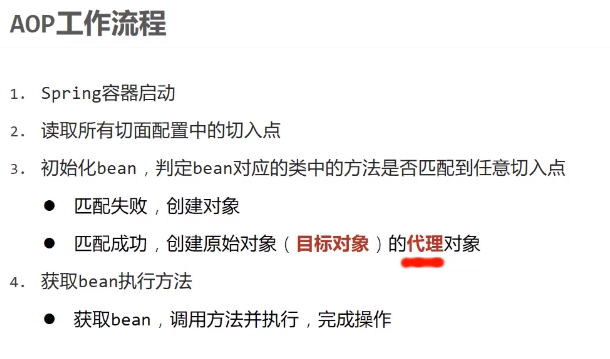 AOP工作流程
1. Spring容器启动
2. 读取所有切面配置中的切入点
3. 初始化bean，判定bean对应的类中的方法是否匹配到任意切入点
● 匹配失败，创建对象
● 匹配成功，创建原始对象（目标对象）的代理对象
4. 获取bean执行方法
● 获取bean，调用方法并执行，完成操作